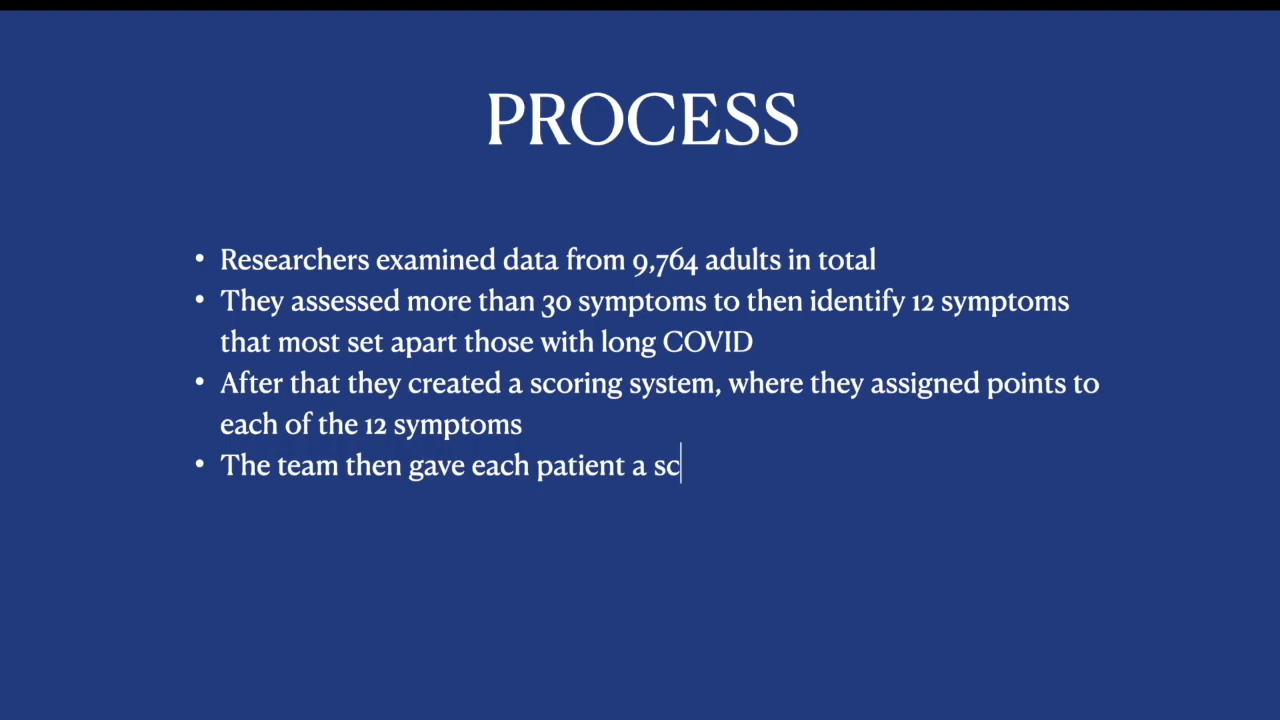 PROCESS
• Researchers examined data from 9,764 adults in total
• They assessed more than 30 symptoms to then identify 12 symptoms
that most set apart those with long COVID
• After that they created a scoring system, where they assigned points to
each of the 12 symptoms
• The team then gave each patient a sc